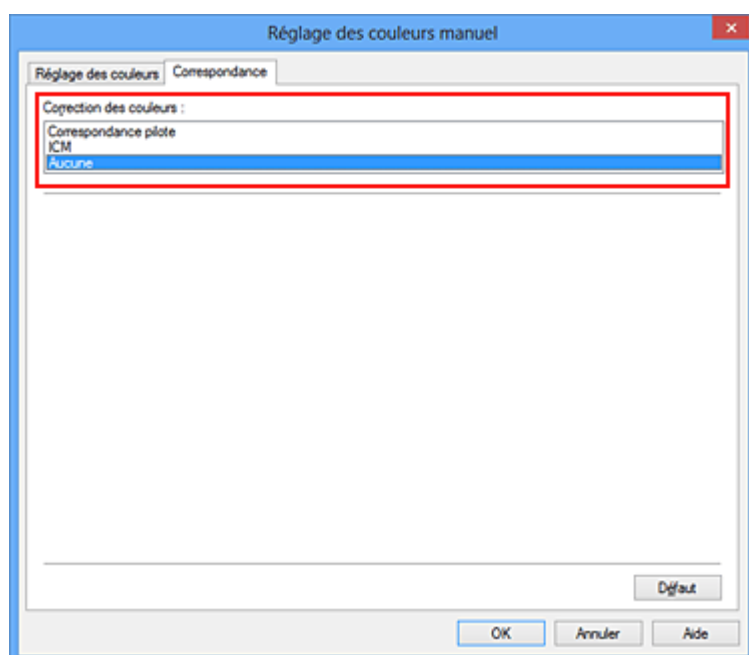 Réglage des couleurs manuel
Réglage des couleurs Correspondance
Correction des couleurs :
Correspondance pilote
ICM
Aucune
Défaut
OK Annuler Aide